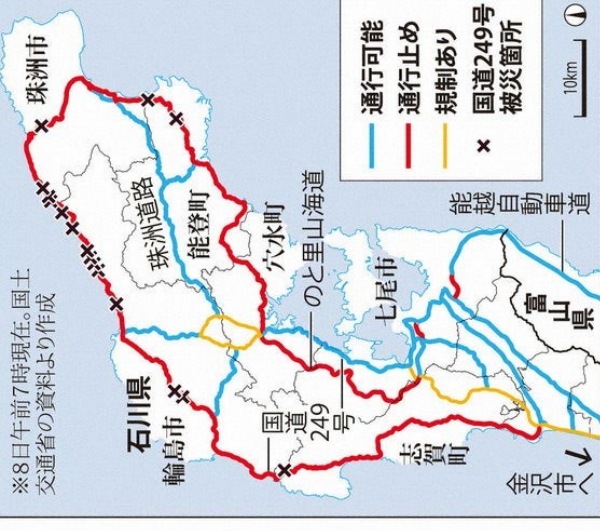 ※8日午前7時現在。国土
交通省の資料より作成
通行可能
通行止め
規制あり
国道249号
被災箇所
10km
珠洲市
珠洲道路
能登町
穴水町
のと里山海道
七尾市
能越自動車道
富山県
石川県
輪島市
国道249号
志賀町
金沢市へ